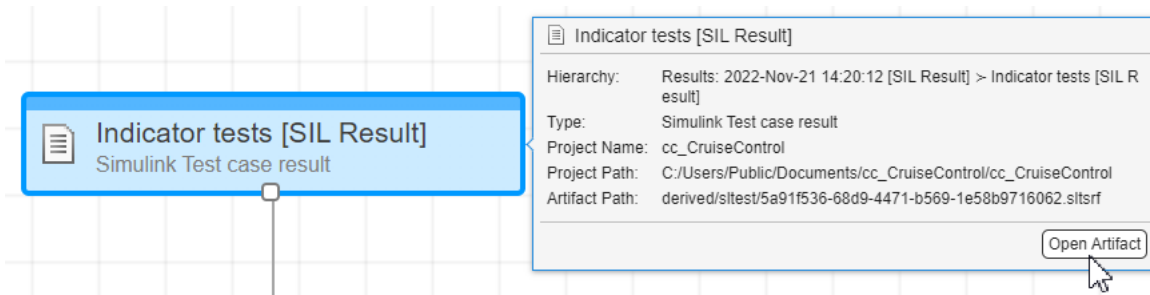 Indicator tests [SIL Result]
Simulink Test case result
Indicator tests [SIL Result]
Hierarchy: Results: 2022-Nov-21 14:20:12 [SIL Result] > Indicator tests [SIL R
esult]
Type: Simulink Test case result
Project Name: cc_CruiseControl
Project Path: C:/Users/Public/Documents/cc_CruiseControl/cc_CruiseControl
Artifact Path: derived/sltest/5a91f536-68d9-4471-b569-1e58b9716062.sltsrf
Open Artifact